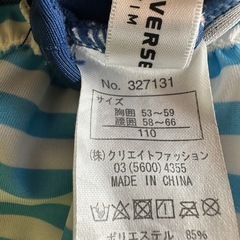 VERSE
IM
No. 327131
サイズ
胸囲 53～59
腰囲 58～66
110
(株)クリエイトファッション
03(5600)4355
MADE IN CHINA
ポリエステル 85%